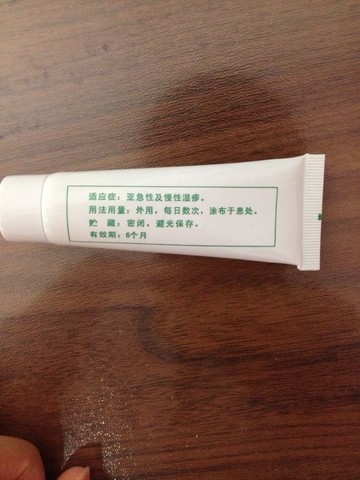 适应症：亚急性及慢性湿疹。
用法用量：外用，每日数次，涂布于患处。
贮　藏：密闭，避光保存。
有效期：6个月